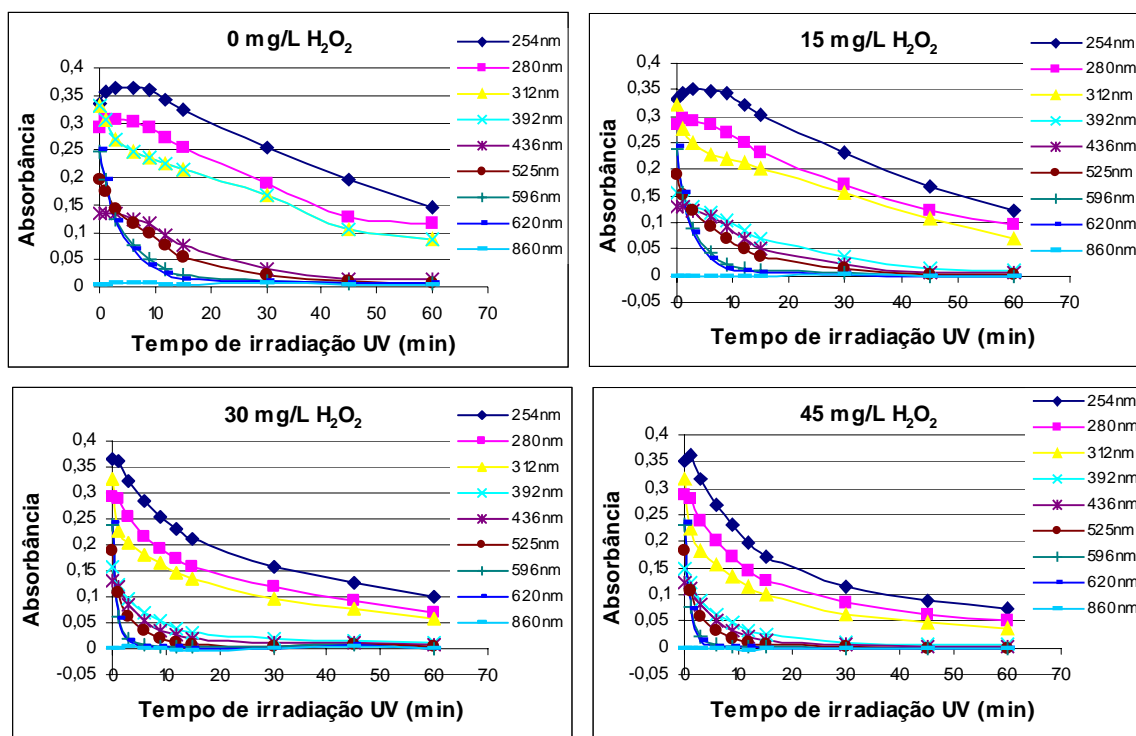 0 mg/L H₂O₂
Absorbância
0,4
0,35
0,3
0,25
0,2
0,15
0,1
0,05
0
0 10 20 30 40 50 60 70
Tempo de irradiação UV (min)
254nm
280nm
312nm
392nm
436nm
525nm
596nm
620nm
860nm
15 mg/L H₂O₂
Absorbância
0,4
0,35
0,3
0,25
0,2
0,15
0,1
0,05
0
-0,05
0 10 20 30 40 50 60 70
Tempo de irradiação UV (min)
254nm
280nm
312nm
392nm
436nm
525nm
596nm
620nm
860nm
30 mg/L H₂O₂
Absorbância
0,4
0,35
0,3
0,25
0,2
0,15
0,1
0,05
0
-0,05
0 10 20 30 40 50 60 70
Tempo de irradiação UV (min)
254nm
280nm
312nm
392nm
436nm
525nm
596nm
620nm
860nm
45 mg/L H₂O₂
Absorbância
0,4
0,35
0,3
0,25
0,2
0,15
0,1
0,05
0
-0,05
0 10 20 30 40 50 60 70
Tempo de irradiação UV (min)
254nm
280nm
312nm
392nm
436nm
525nm
596nm
620nm
860nm